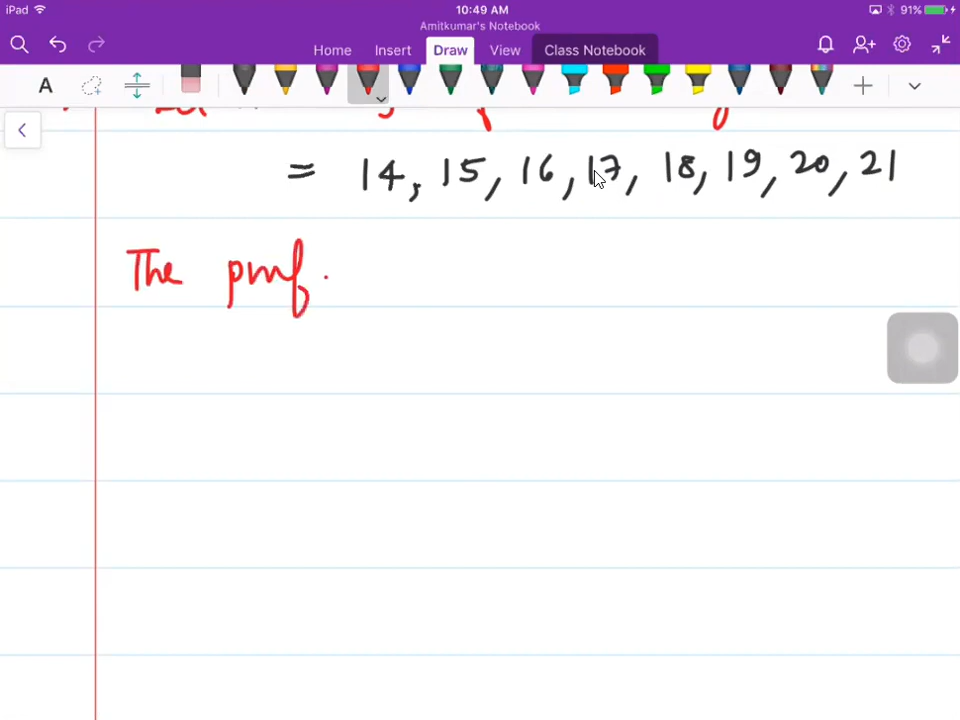 iPad 10:49 AM 91%
Amitkumar's Notebook
Home Insert Draw View Class Notebook
A
= 14, 15, 16, 17, 18, 19, 20, 21
The pmf.